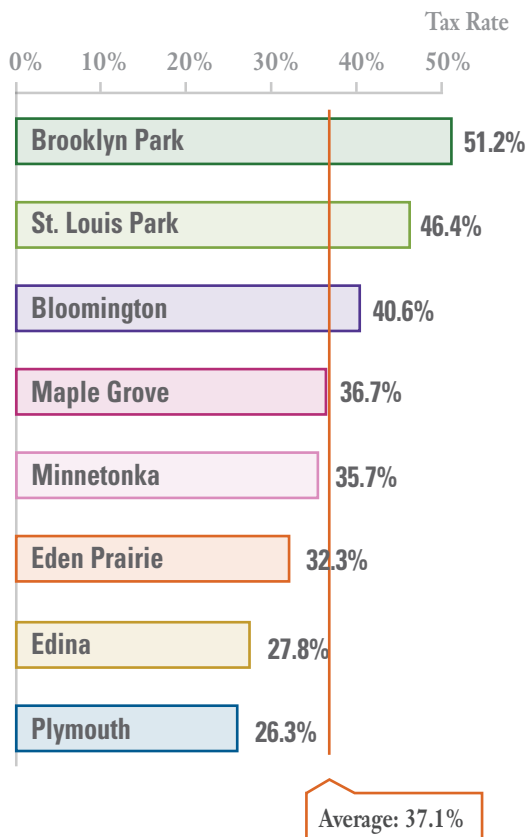 Tax Rate
0% 10% 20% 30% 40% 50%
Brooklyn Park 51.2%
St. Louis Park 46.4%
Bloomington 40.6%
Maple Grove 36.7%
Minnetonka 35.7%
Eden Prairie 32.3%
Edina 27.8%
Plymouth 26.3%
Average: 37.1%